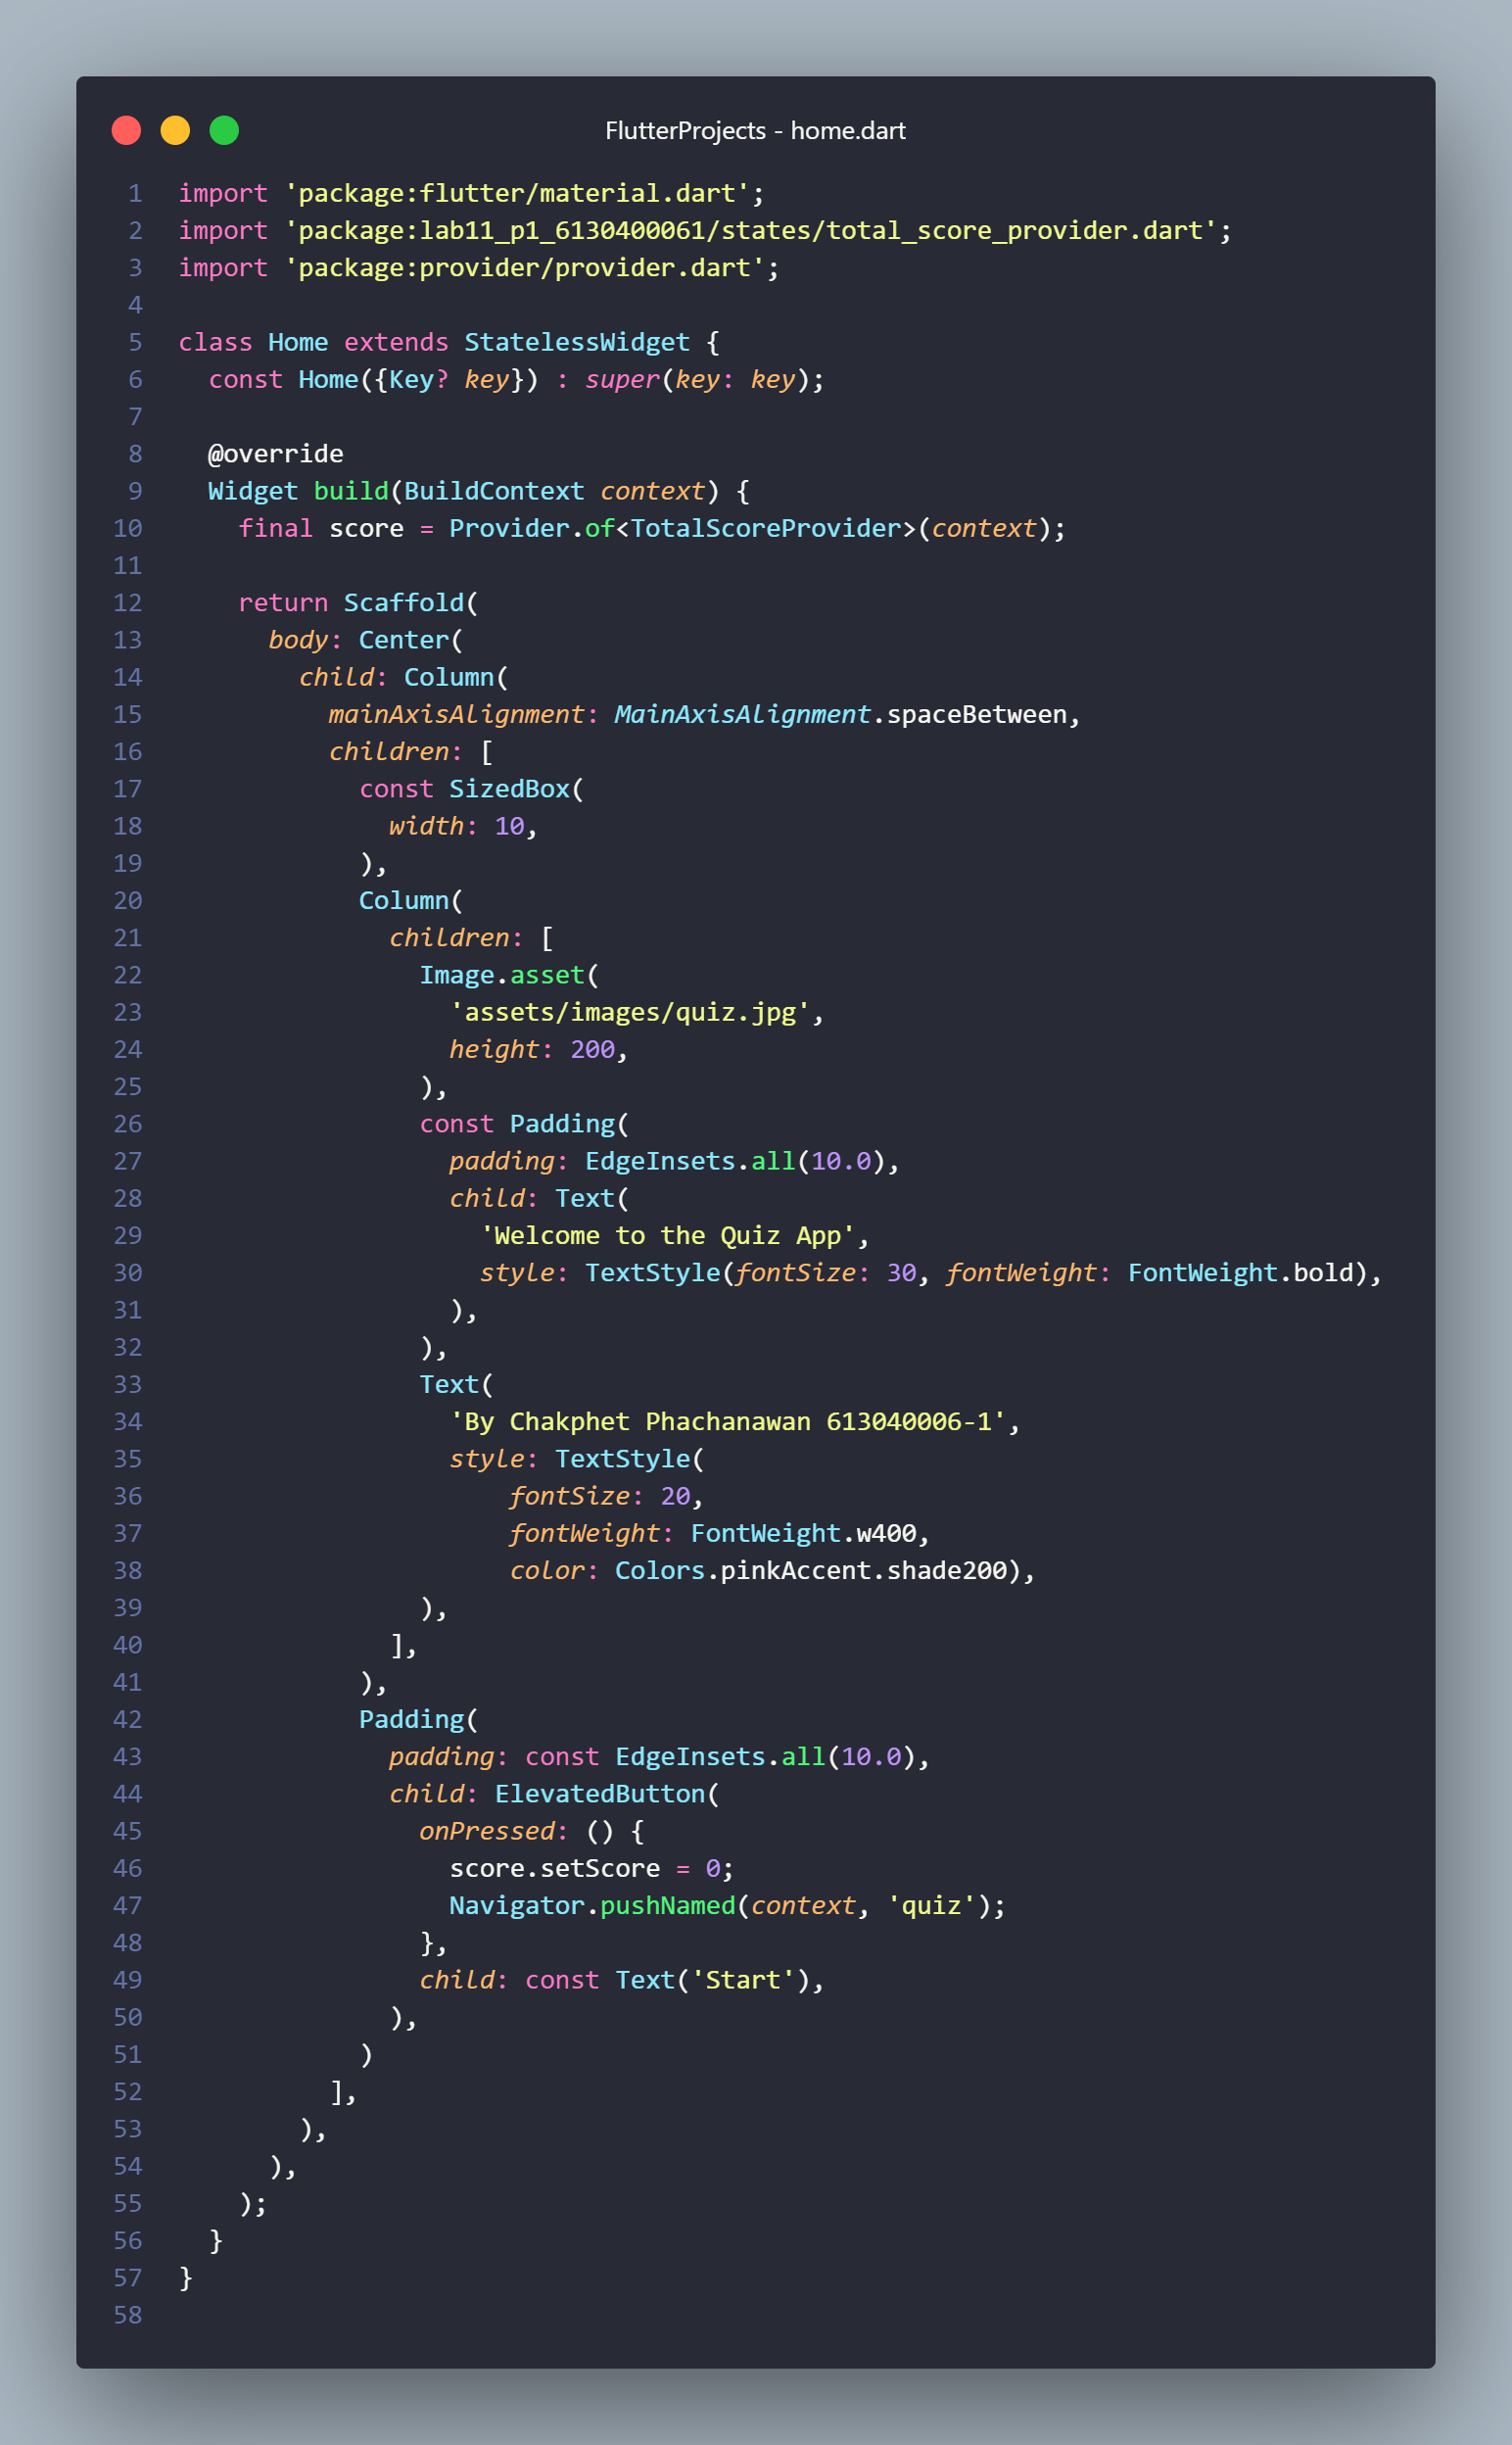 FlutterProjects - home.dart
1 import 'package:flutter/material.dart';
2 import 'package:lab11_p1_6130400061/states/total_score_provider.dart';
3 import 'package:provider/provider.dart';
4
5 class Home extends StatelessWidget {
6   const Home({Key? key}) : super(key: key);
7
8   @override
9   Widget build(BuildContext context) {
10     final score = Provider.of<TotalScoreProvider>(context);
11
12     return Scaffold(
13       body: Center(
14         child: Column(
15           mainAxisAlignment: MainAxisAlignment.spaceBetween,
16           children: [
17             const SizedBox(
18               width: 10,
19             ),
20             Column(
21               children: [
22                 Image.asset(
23                   'assets/images/quiz.jpg',
24                   height: 200,
25                 ),
26                 const Padding(
27                   padding: EdgeInsets.all(10.0),
28                   child: Text(
29                     'Welcome to the Quiz App',
30                     style: TextStyle(fontSize: 30, fontWeight: FontWeight.bold),
31                   ),
32                 ),
33                 Text(
34                   'By Chakphet Phachanawan 613040006-1',
35                   style: TextStyle(
36                       fontSize: 20,
37                       fontWeight: FontWeight.w400,
38                       color: Colors.pinkAccent.shade200),
39                 ),
40               ],
41             ),
42             Padding(
43               padding: const EdgeInsets.all(10.0),
44               child: ElevatedButton(
45                 onPressed: () {
46                   score.setScore = 0;
47                   Navigator.pushNamed(context, 'quiz');
48                 },
49                 child: const Text('Start'),
50               ),
51             )
52           ],
53         ),
54       ),
55     );
56   }
57 }
58